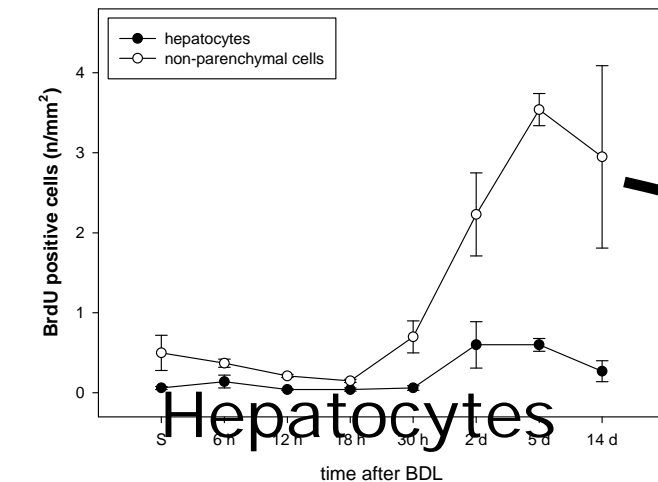 hepatocytes
non-parenchymal cells
BrdU positive cells (n/mm²)
4
3
2
1
0
S 6 h 12 h 18 h 30 h 2 d 5 d 14 d
Hepatocytes
time after BDL